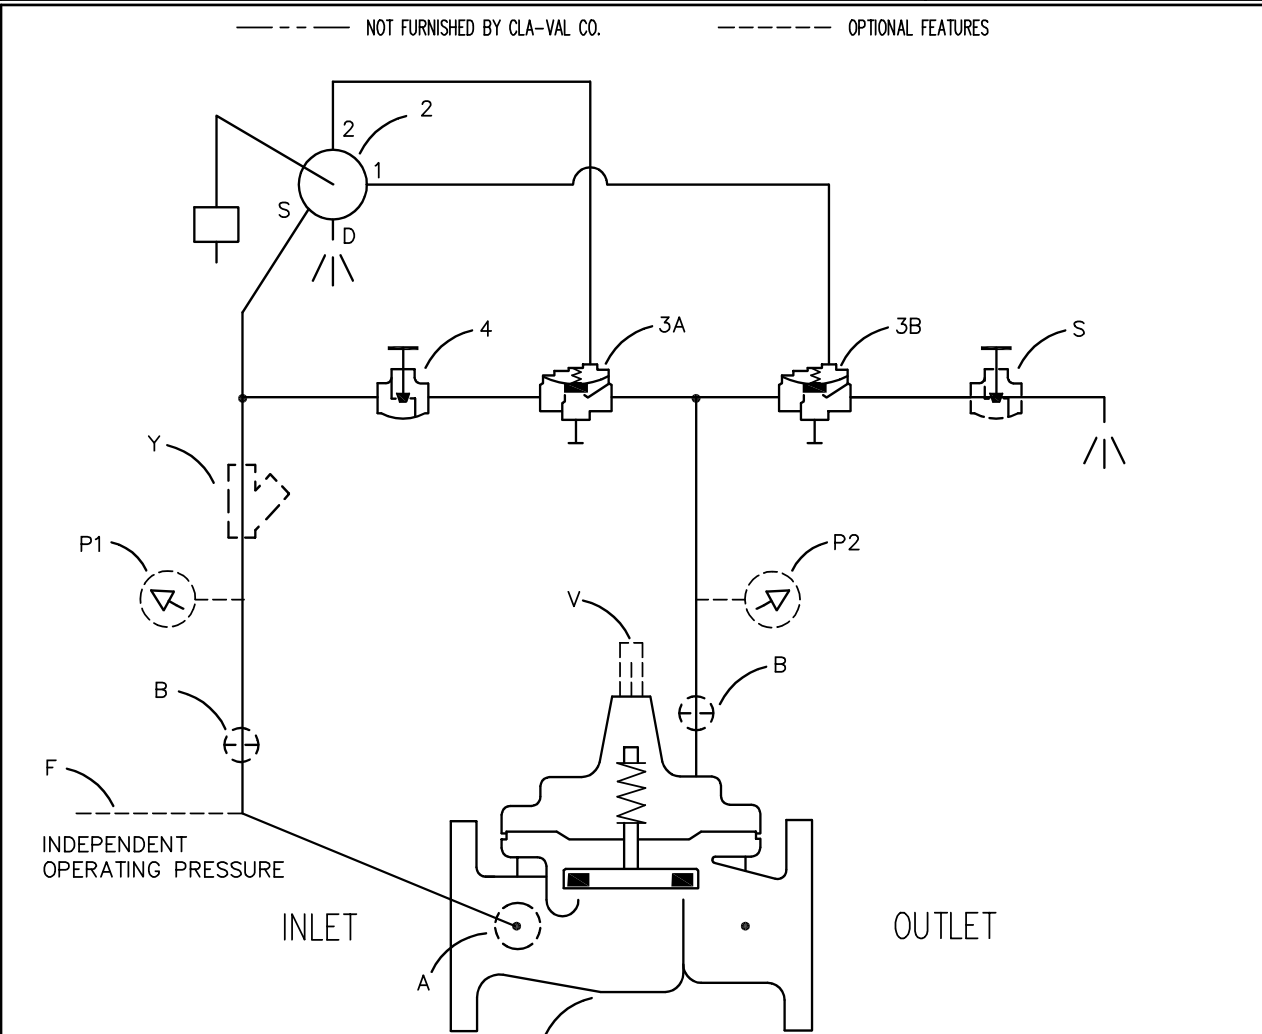 NOT FURNISHED BY CLA-VAL CO.
OPTIONAL FEATURES
2
2
1
S
D
4
3A
3B
S
Y
P1
P2
V
B
B
F
INDEPENDENT
OPERATING PRESSURE
INLET
OUTLET
A